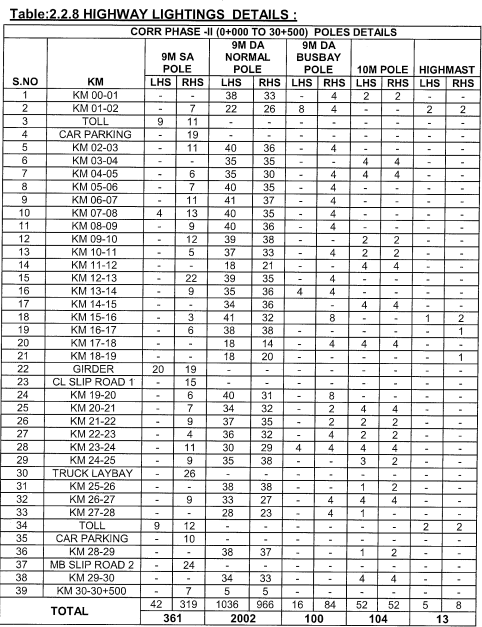 Table:2.2.8 HIGHWAY LIGHTINGS DETAILS :
CORR PHASE -II (0+000 TO 30+500) POLES DETAILS
S.NO KM 9M SA POLE 9M DA NORMAL POLE 9M DA BUSBAY POLE 10M POLE HIGHMAST
LHS RHS LHS RHS LHS RHS LHS RHS LHS RHS
1 KM 00-01 - - 38 33 - 4 2 2 - -
2 KM 01-02 - 7 22 26 8 4 - - 2 2
3 TOLL 9 11 - - - - - - - -
4 CAR PARKING - 19 - - - - - - - -
5 KM 02-03 - 11 40 36 - 4 - - - -
6 KM 03-04 - - 35 35 - - 4 4 - -
7 KM 04-05 - 6 35 30 - 4 4 4 - -
8 KM 05-06 - 7 40 35 - 4 - - - -
9 KM 06-07 - 11 41 37 - 4 - - - -
10 KM 07-08 4 13 40 35 - 4 - - - -
11 KM 08-09 - 9 40 36 - 4 - - - -
12 KM 09-10 - 12 39 38 - - 2 2 - -
13 KM 10-11 - 5 37 33 - 4 2 2 - -
14 KM 11-12 - - 18 21 - - 4 4 - -
15 KM 12-13 - 22 39 35 - 4 - - - -
16 KM 13-14 - 9 35 36 4 4 - - - -
17 KM 14-15 - - 34 36 - 4 4 - -
18 KM 15-16 - 3 41 32 8 - - 1 2
19 KM 16-17 - 6 38 38 - - - - - 1
20 KM 17-18 - - 18 14 - 4 4 4 - -
21 KM 18-19 - - 18 20 - - - - 1
22 GIRDER 20 19 - - - - - - - -
23 CL SLIP ROAD 1 - 15 - - - - - - - -
24 KM 19-20 - 6 40 31 - 8 - - - -
25 KM 20-21 - 7 34 32 - 2 4 4 - -
26 KM 21-22 - 9 37 35 - 2 2 2 - -
27 KM 22-23 - 4 36 32 - 4 2 2 - -
28 KM 23-24 - 11 30 29 4 4 4 4 - -
29 KM 24-25 - 9 35 38 - - 3 2 - -
30 TRUCK LAYBAY - 26 - - - - - - - -
31 KM 25-26 - - 38 38 - - 1 2 - -
32 KM 26-27 - 9 33 27 - 4 4 4 - -
33 KM 27-28 - - 28 23 - 4 1 - - -
34 TOLL 9 12 - - - - - - 2 2
35 CAR PARKING - 10 - - - - - - - -
36 KM 28-29 - - 38 37 - - 1 2 - -
37 MB SLIP ROAD 2 - 24 - - - - - - - -
38 KM 29-30 - - 34 33 - - 4 4 - -
39 KM 30-30+500 - 7 5 5 - - - - - -
TOTAL 42 319 1036 966 16 84 52 52 5 8
361 2002 100 104 13